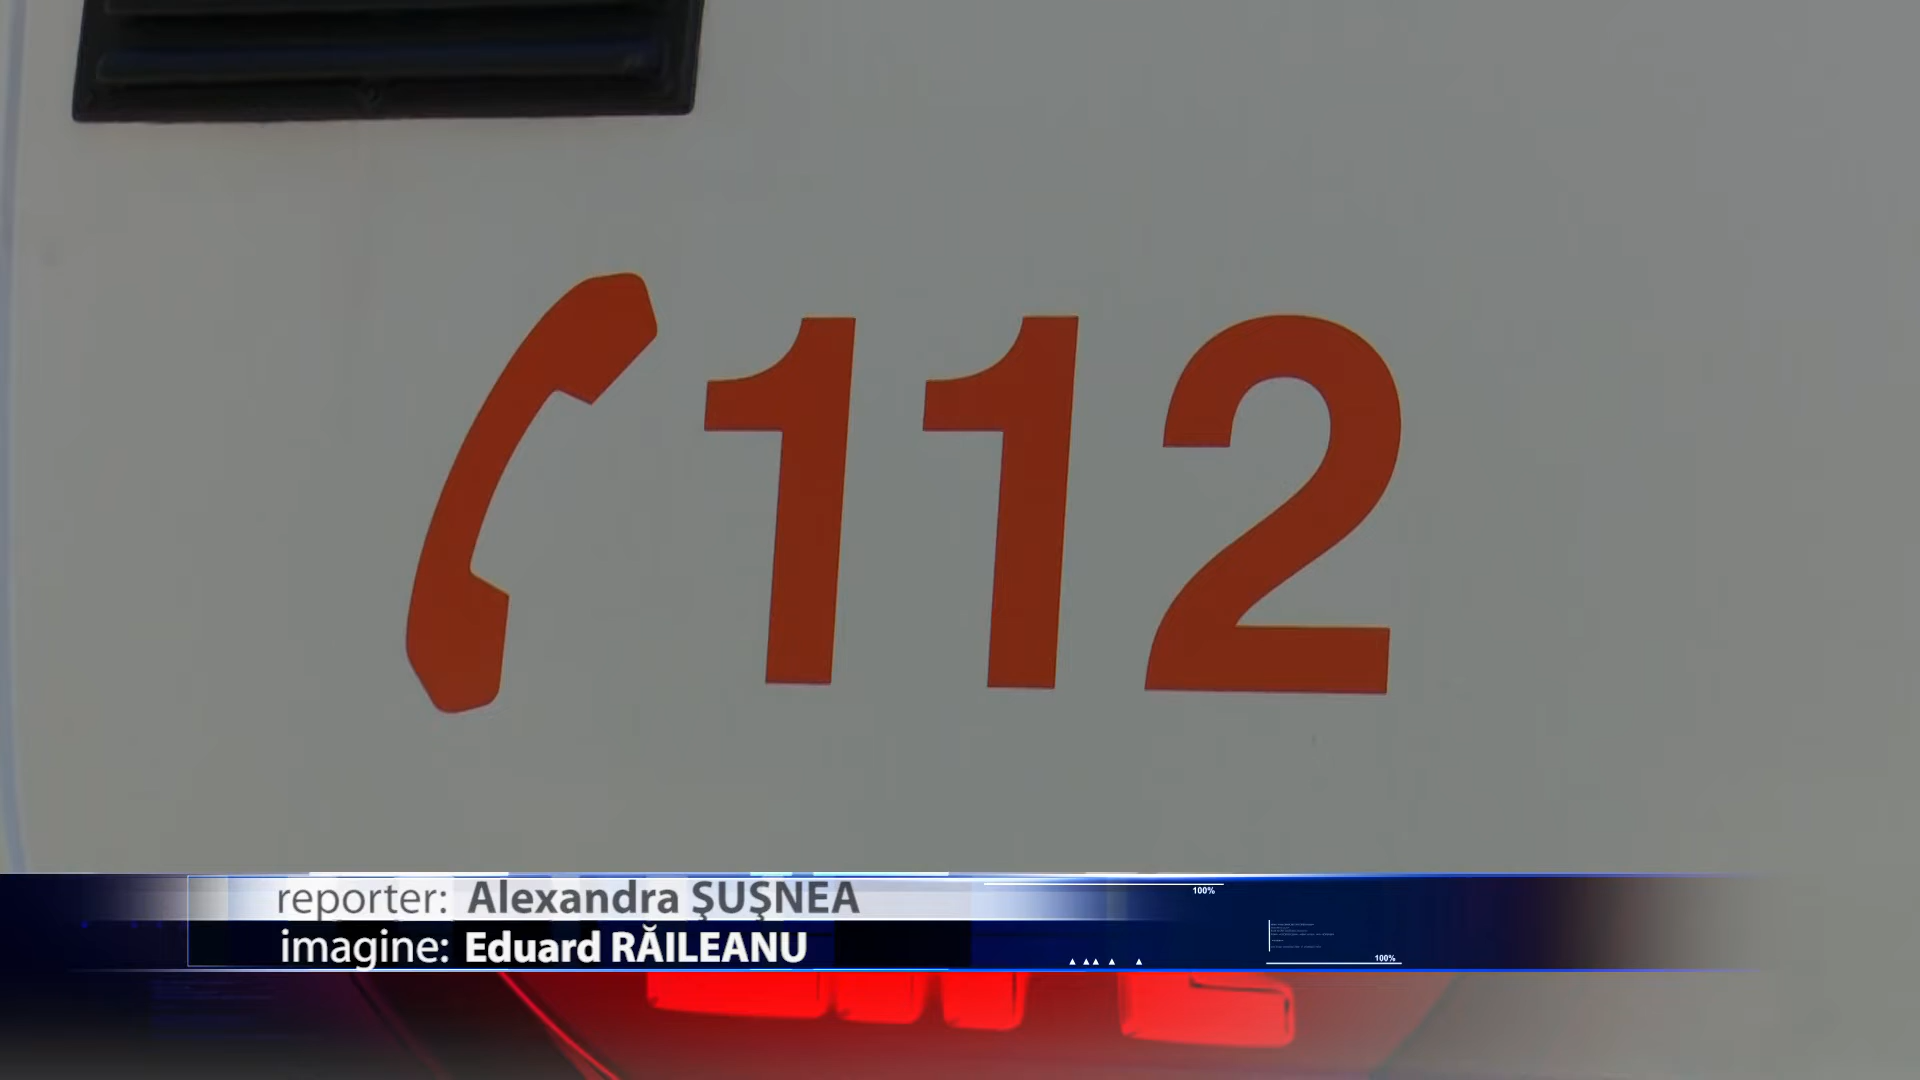 112
reporter: Alexandra ŞUŞNEA
100%
imagine: Eduard RĂILEANU
100%